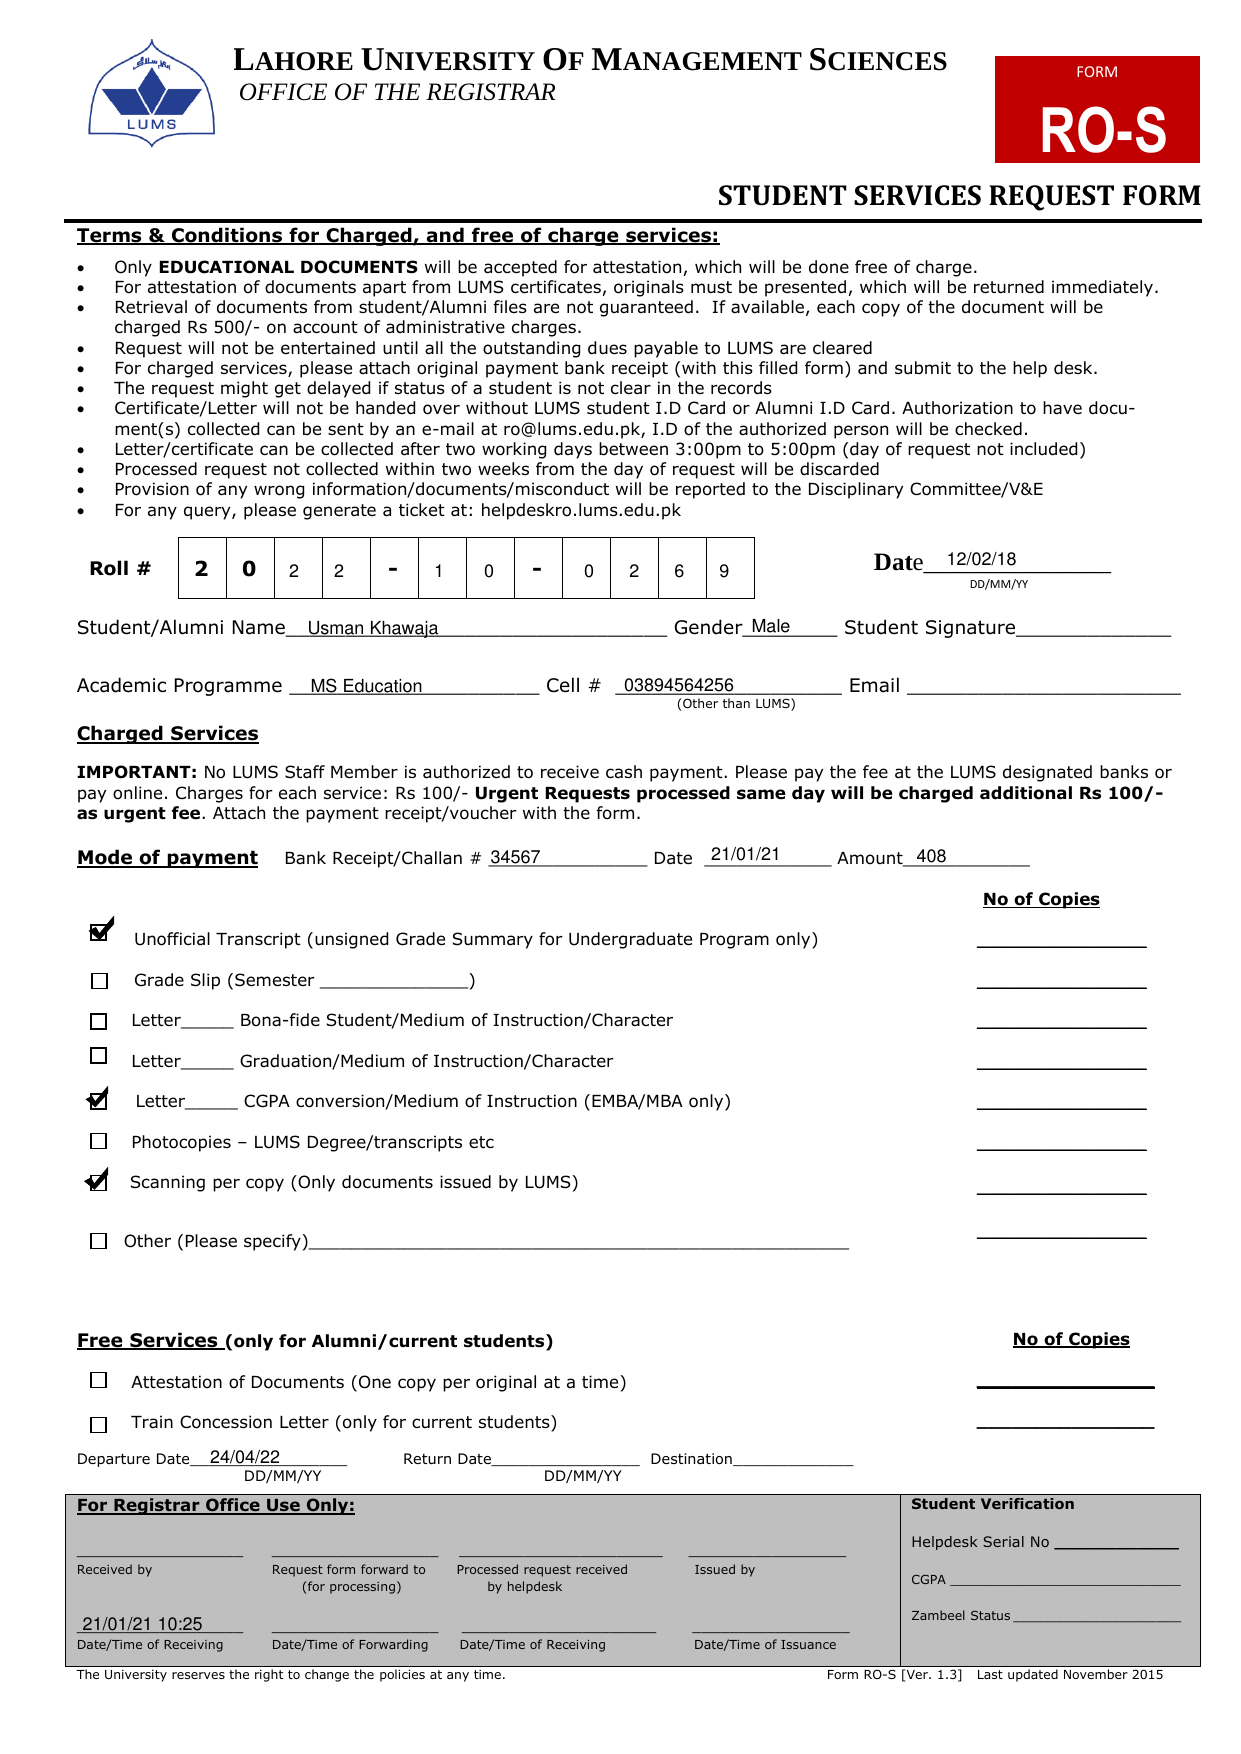 LAHORE UNIVERSITY OF MANAGEMENT SCIENCES
OFFICE OF THE REGISTRAR
LUMS
FORM
RO-S
STUDENT SERVICES REQUEST FORM
Terms & Conditions for Charged, and free of charge services:
• Only EDUCATIONAL DOCUMENTS will be accepted for attestation, which will be done free of charge.
• For attestation of documents apart from LUMS certificates, originals must be presented, which will be returned immediately.
• Retrieval of documents from student/Alumni files are not guaranteed. If available, each copy of the document will be
charged Rs 500/- on account of administrative charges.
• Request will not be entertained until all the outstanding dues payable to LUMS are cleared
• For charged services, please attach original payment bank receipt (with this filled form) and submit to the help desk.
• The request might get delayed if status of a student is not clear in the records
• Certificate/Letter will not be handed over without LUMS student I.D Card or Alumni I.D Card. Authorization to have docu-
ment(s) collected can be sent by an e-mail at ro@lums.edu.pk, I.D of the authorized person will be checked.
• Letter/certificate can be collected after two working days between 3:00pm to 5:00pm (day of request not included)
• Processed request not collected within two weeks from the day of request will be discarded
• Provision of any wrong information/documents/misconduct will be reported to the Disciplinary Committee/V&E
• For any query, please generate a ticket at: helpdeskro.lums.edu.pk
Roll # 2 0 2 2 - 1 0 - 0 2 6 9 Date 12/02/18
DD/MM/YY
Student/Alumni Name Usman Khawaja Gender Male Student Signature
Academic Programme MS Education Cell # 03894564256 Email
(Other than LUMS)
Charged Services
IMPORTANT: No LUMS Staff Member is authorized to receive cash payment. Please pay the fee at the LUMS designated banks or
pay online. Charges for each service: Rs 100/- Urgent Requests processed same day will be charged additional Rs 100/-
as urgent fee. Attach the payment receipt/voucher with the form.
Mode of payment Bank Receipt/Challan # 34567 Date 21/01/21 Amount 408
No of Copies
Unofficial Transcript (unsigned Grade Summary for Undergraduate Program only)
Grade Slip (Semester )
Letter Bona-fide Student/Medium of Instruction/Character
Letter Graduation/Medium of Instruction/Character
Letter CGPA conversion/Medium of Instruction (EMBA/MBA only)
Photocopies – LUMS Degree/transcripts etc
Scanning per copy (Only documents issued by LUMS)
Other (Please specify)
Free Services (only for Alumni/current students) No of Copies
Attestation of Documents (One copy per original at a time)
Train Concession Letter (only for current students)
Departure Date 24/04/22 Return Date Destination
DD/MM/YY DD/MM/YY
For Registrar Office Use Only: Student Verification
Helpdesk Serial No
Received by Request form forward to Processed request received Issued by
(for processing) by helpdesk
CGPA
Zambeel Status
21/01/21 10:25
Date/Time of Receiving Date/Time of Forwarding Date/Time of Receiving Date/Time of Issuance
The University reserves the right to change the policies at any time. Form RO-S [Ver. 1.3] Last updated November 2015